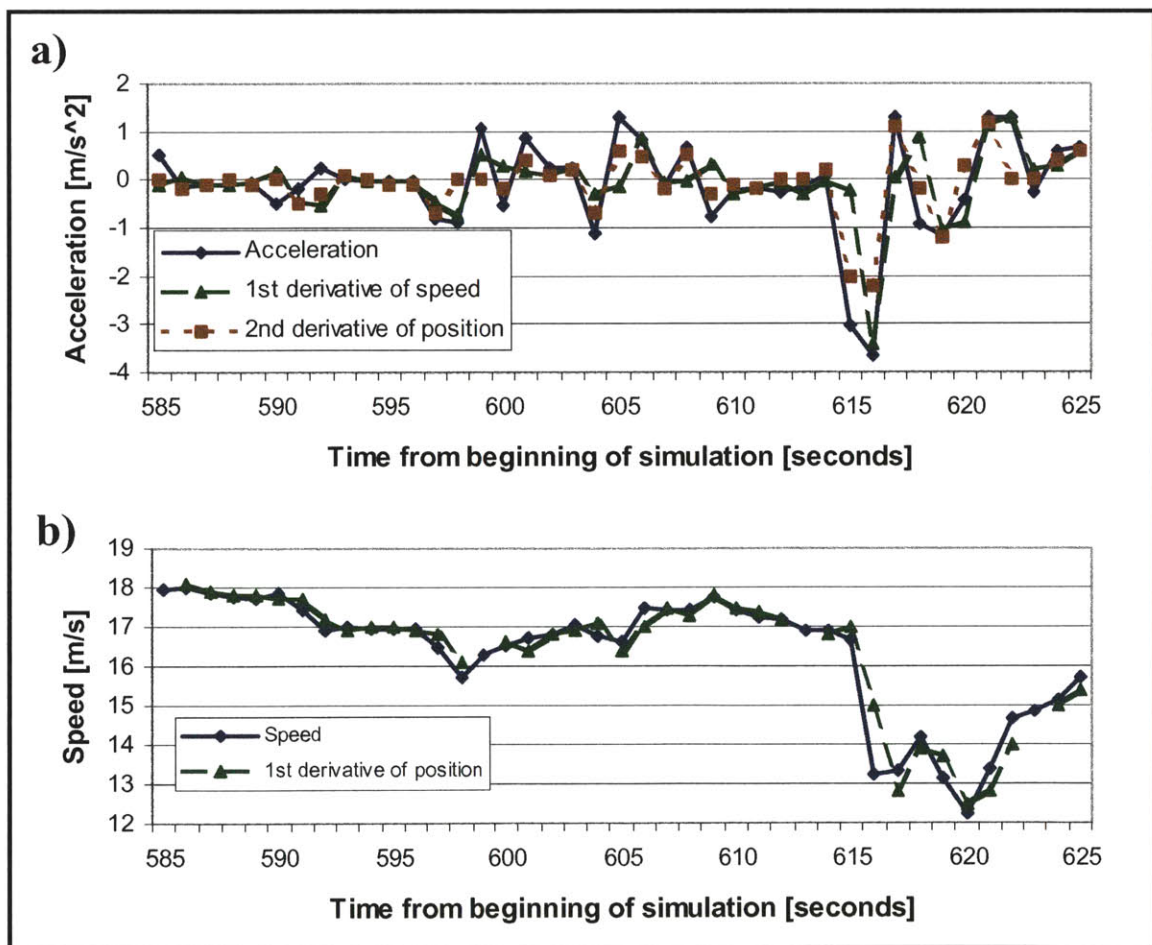 a)
2
1
0
-1
-2
-3
-4
Acceleration [m/s^2]
Acceleration
1st derivative of speed
2nd derivative of position
585 590 595 600 605 610 615 620 625
Time from beginning of simulation [seconds]
b)
19
18
17
16
15
14
13
12
Speed [m/s]
Speed
1st derivative of position
585 590 595 600 605 610 615 620 625
Time from beginning of simulation [seconds]